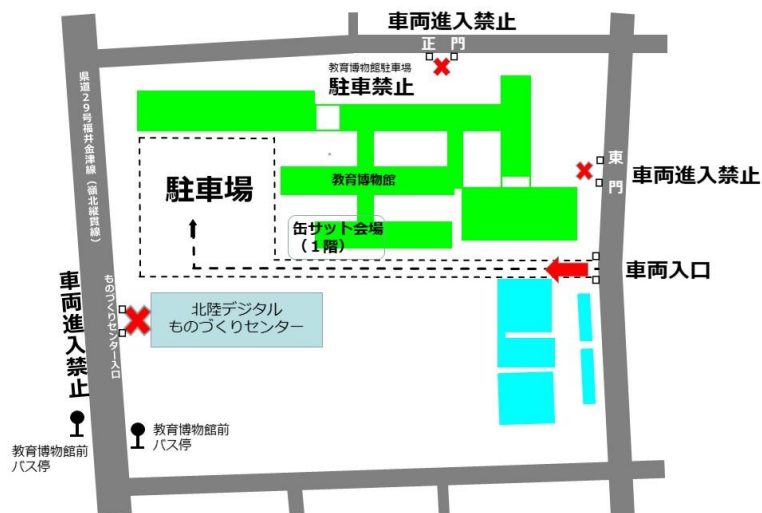 車両進入禁止
正門
教育博物館駐車場
駐車禁止
県道29号福井金津線(嶺北縦貫線)
東門
車両進入禁止
教育博物館
駐車場
缶サット会場
(1階)
車両入口
車両進入禁止
ものづくりセンター入口
北陸デジタル
ものづくりセンター
教育博物館前
バス停
教育博物館前
バス停